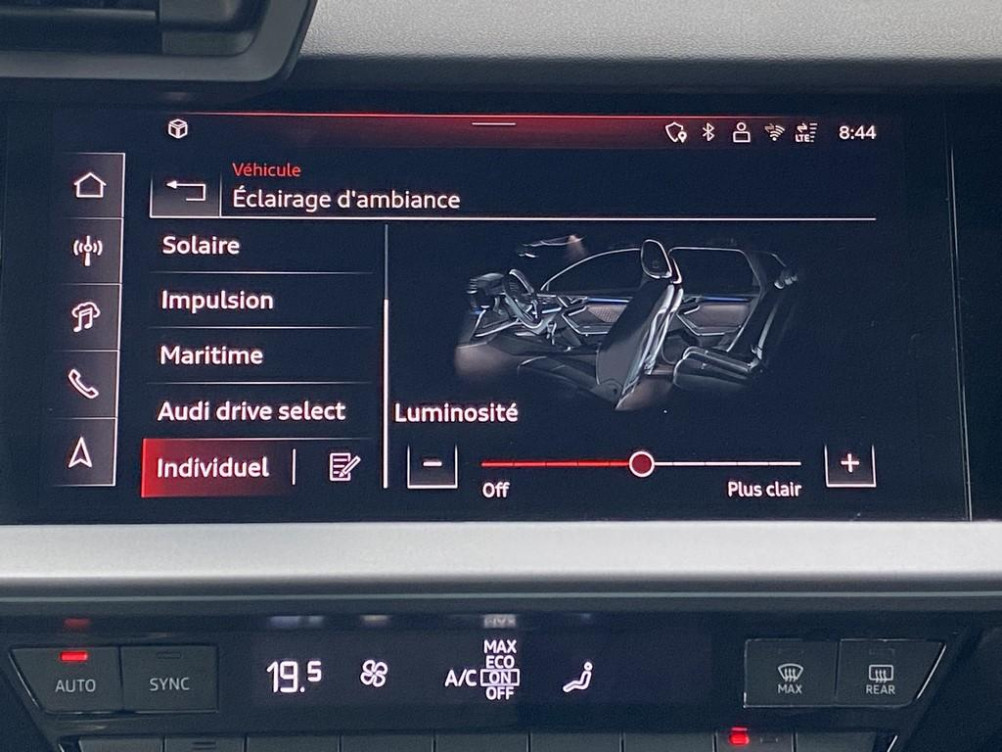 8:44
LTE
Véhicule
Éclairage d'ambiance
Solaire
Impulsion
Maritime
Audi drive select
Individuel
Luminosité
Off
Plus clair
AUTO
SYNC
19.5
A/C
MAX
ECO
ON
OFF
MAX
REAR